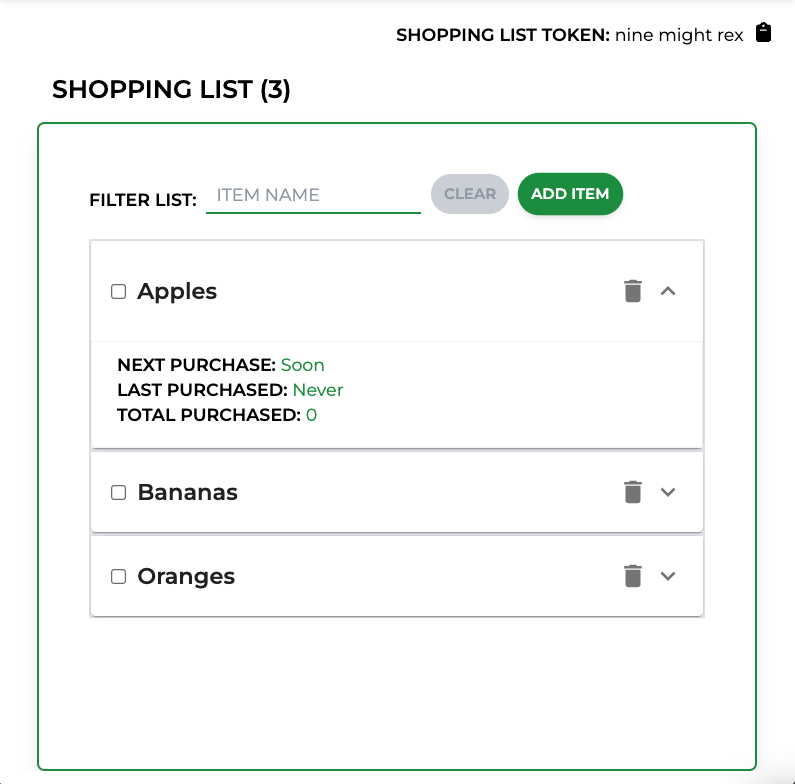 SHOPPING LIST TOKEN: nine might rex
SHOPPING LIST (3)
FILTER LIST: ITEM NAME CLEAR ADD ITEM
Apples
NEXT PURCHASE: Soon
LAST PURCHASED: Never
TOTAL PURCHASED: 0
Bananas
Oranges